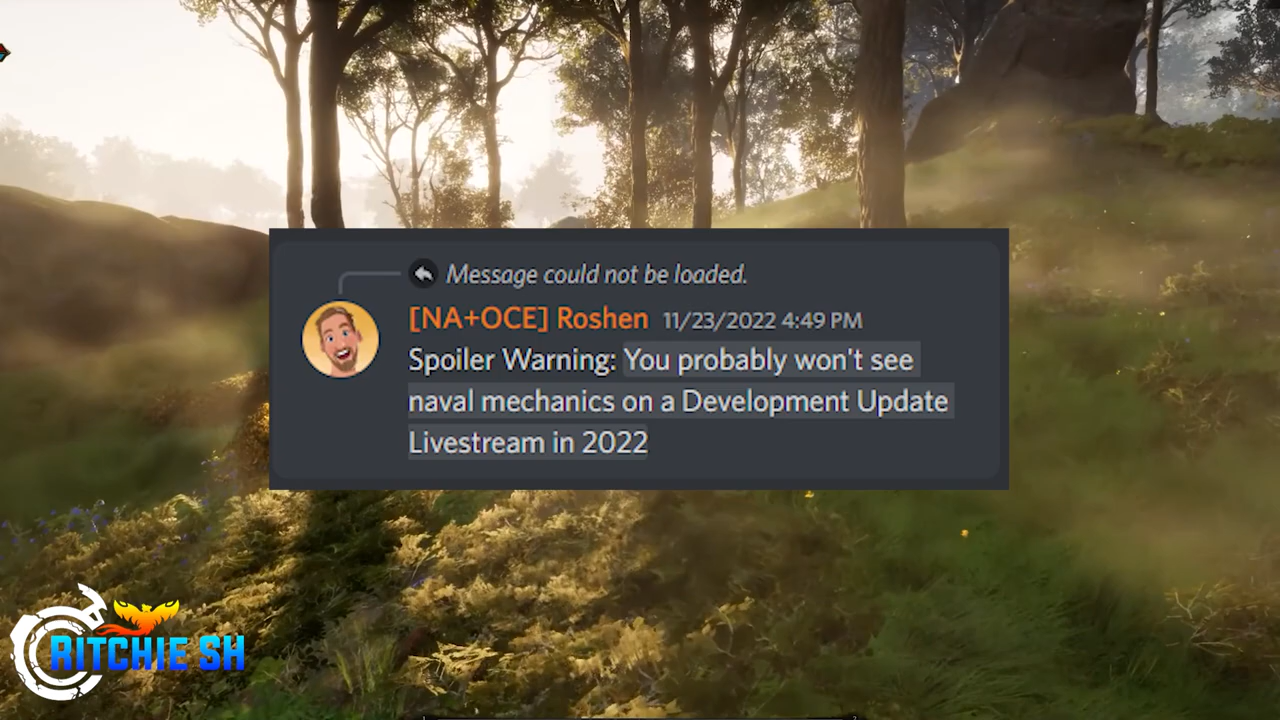 Message could not be loaded.
[NA+OCE] Roshen 11/23/2022 4:49 PM
Spoiler Warning: You probably won't see
naval mechanics on a Development Update
Livestream in 2022
RITCHIE SH